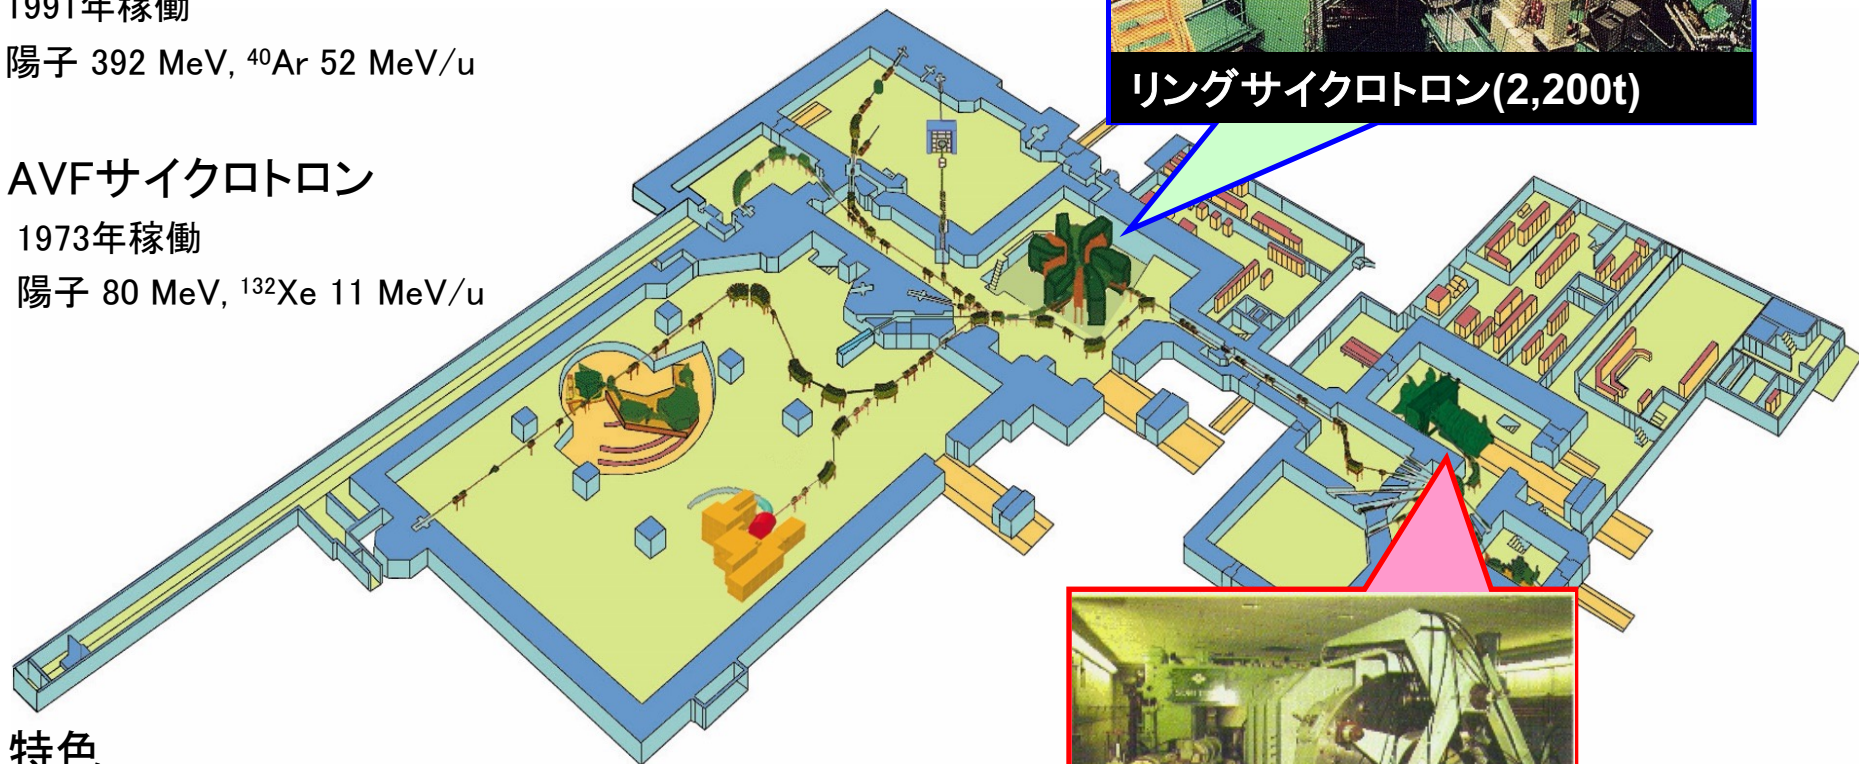 1991年稼働
陽子 392 MeV, ⁴⁰Ar 52 MeV/u
リングサイクロトロン(2,200t)
AVFサイクロトロン
1973年稼働
陽子 80 MeV, ¹³²Xe 11 MeV/u
特色